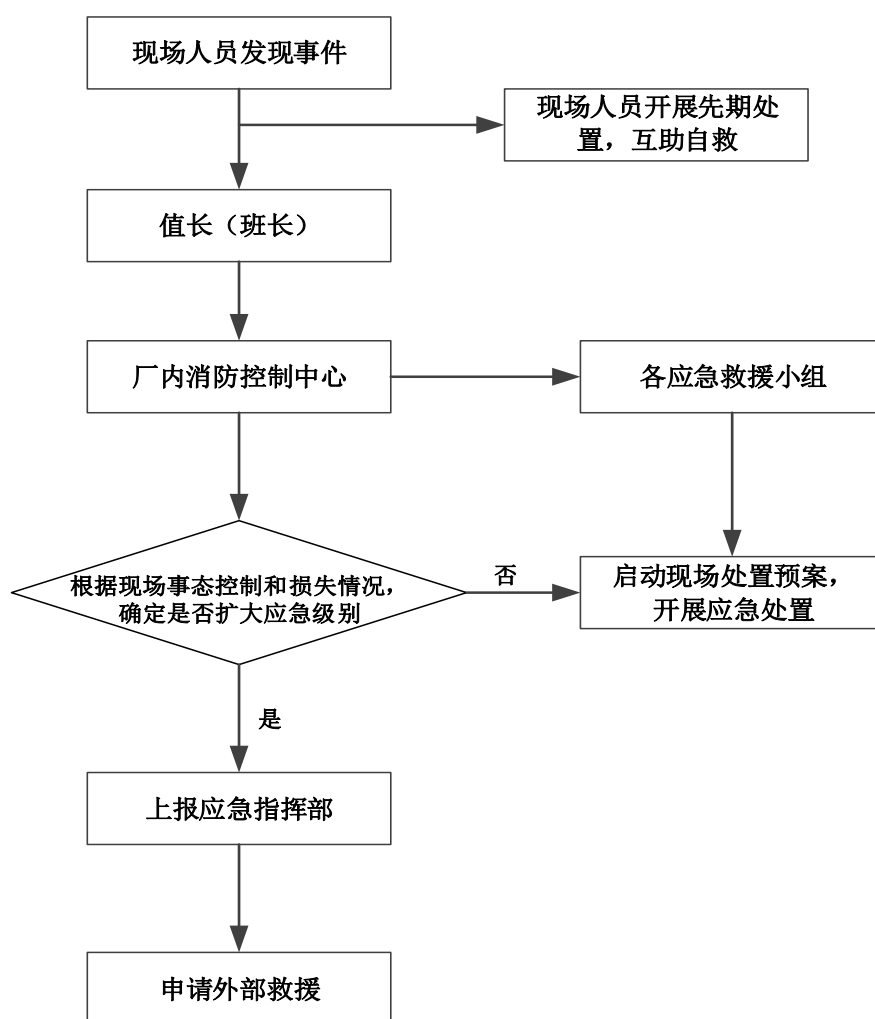 现场人员发现事件
现场人员开展先期处
置，互助自救
值长（班长）
厂内消防控制中心
各应急救援小组
根据现场事态控制和损失情况，
确定是否扩大应急级别
否
启动现场处置预案，
开展应急处置
是
上报应急指挥部
申请外部救援